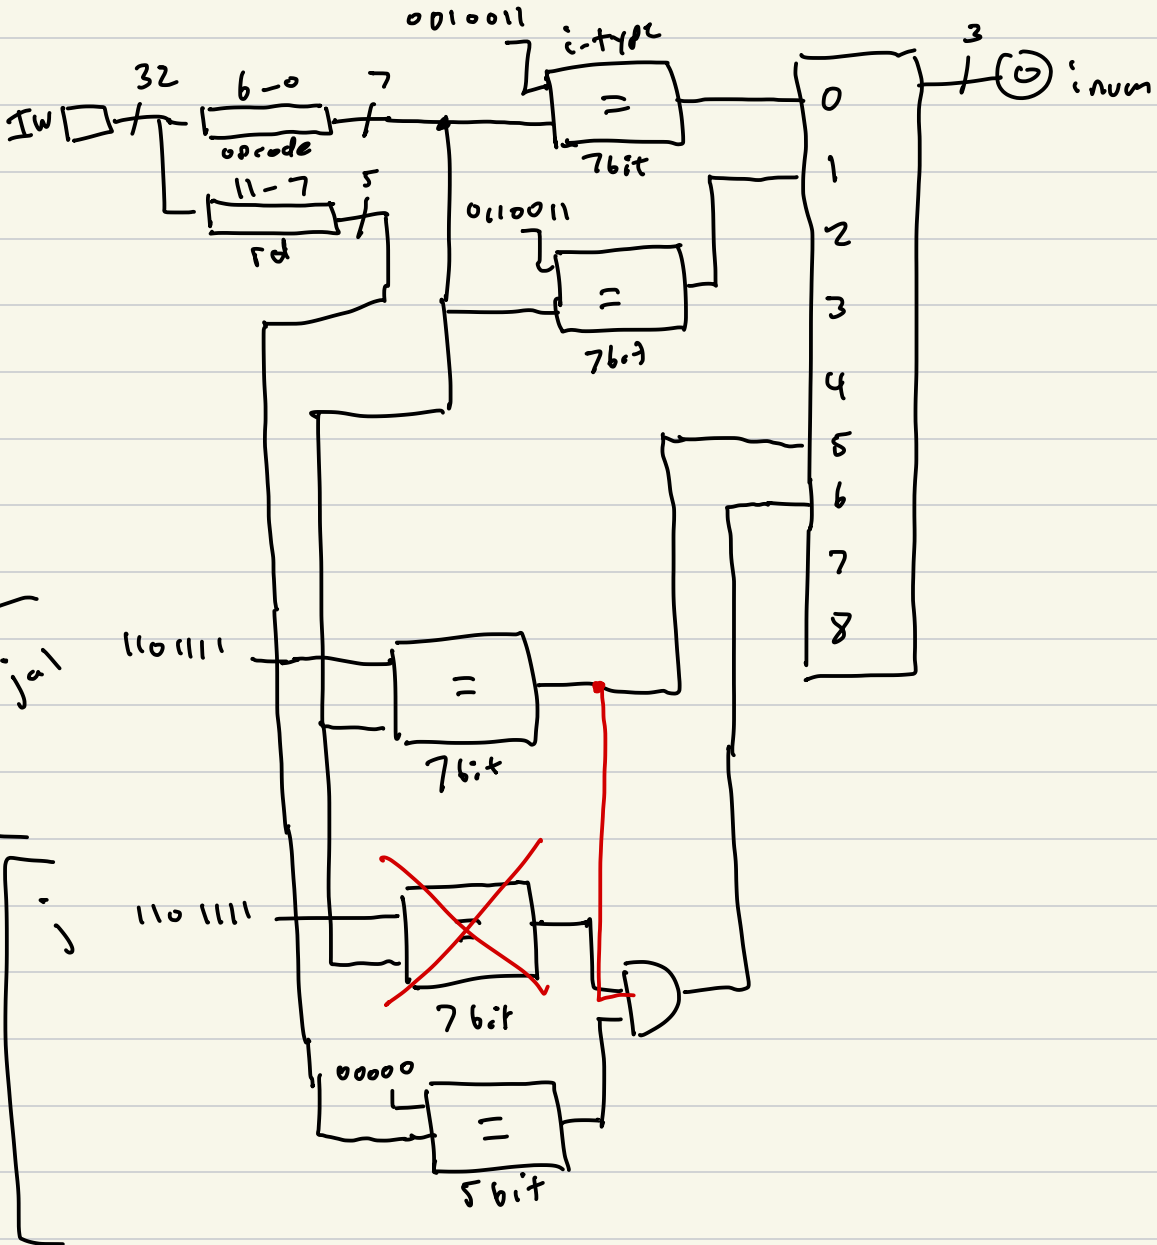 0010011
i-type
3
32
6-0
7
IW
=
0
inum
opcode
7bit
11-7
5
1
rd
0110011
2
=
3
7bit
4
5
6
7
8
1101111
jal
=
7bit
1101111
j
=
7bit
00000
=
5bit